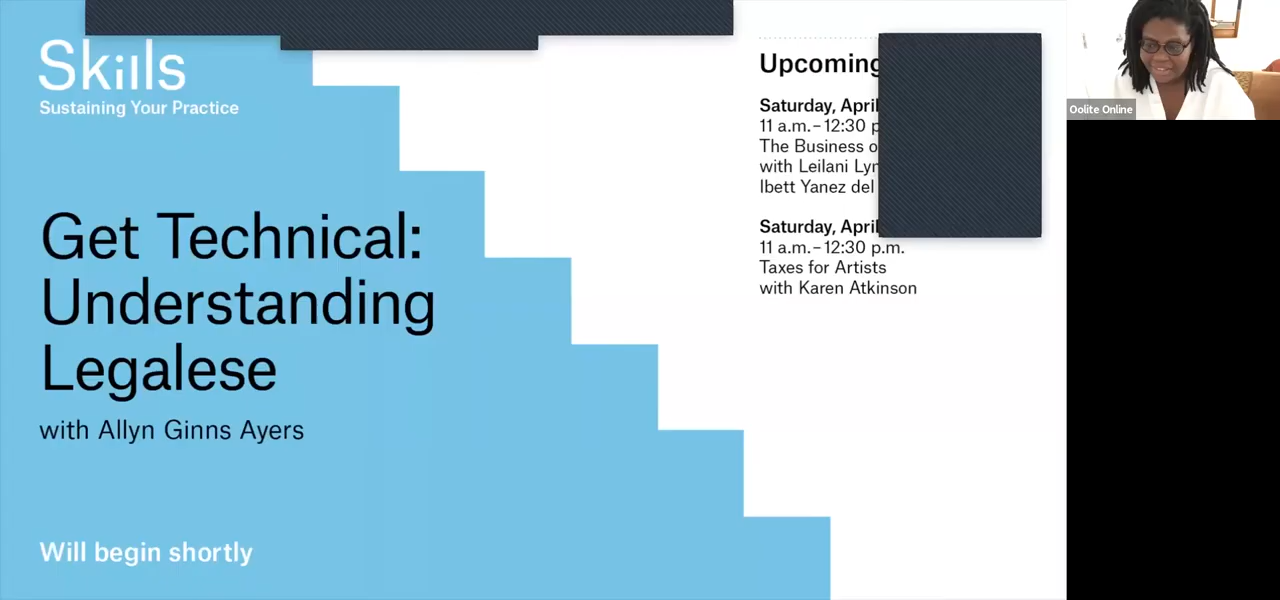 Skills
Sustaining Your Practice
Get Technical:
Understanding
Legalese
with Allyn Ginns Ayers
Will begin shortly
Upcoming
Saturday, April
11 a.m. – 12:30 p
The Business o
with Leilani Lyn
Ibett Yanez del
Saturday, April
11 a.m. – 12:30 p.m.
Taxes for Artists
with Karen Atkinson
Oolite Online